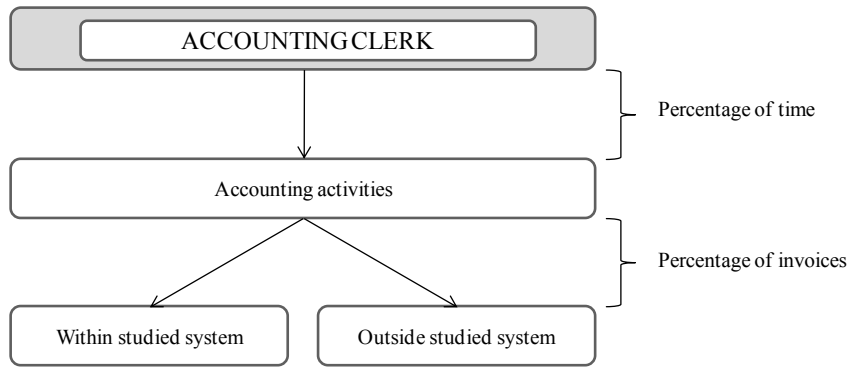 ACCOUNTING CLERK
Percentage of time
Accounting activities
Percentage of invoices
Within studied system
Outside studied system